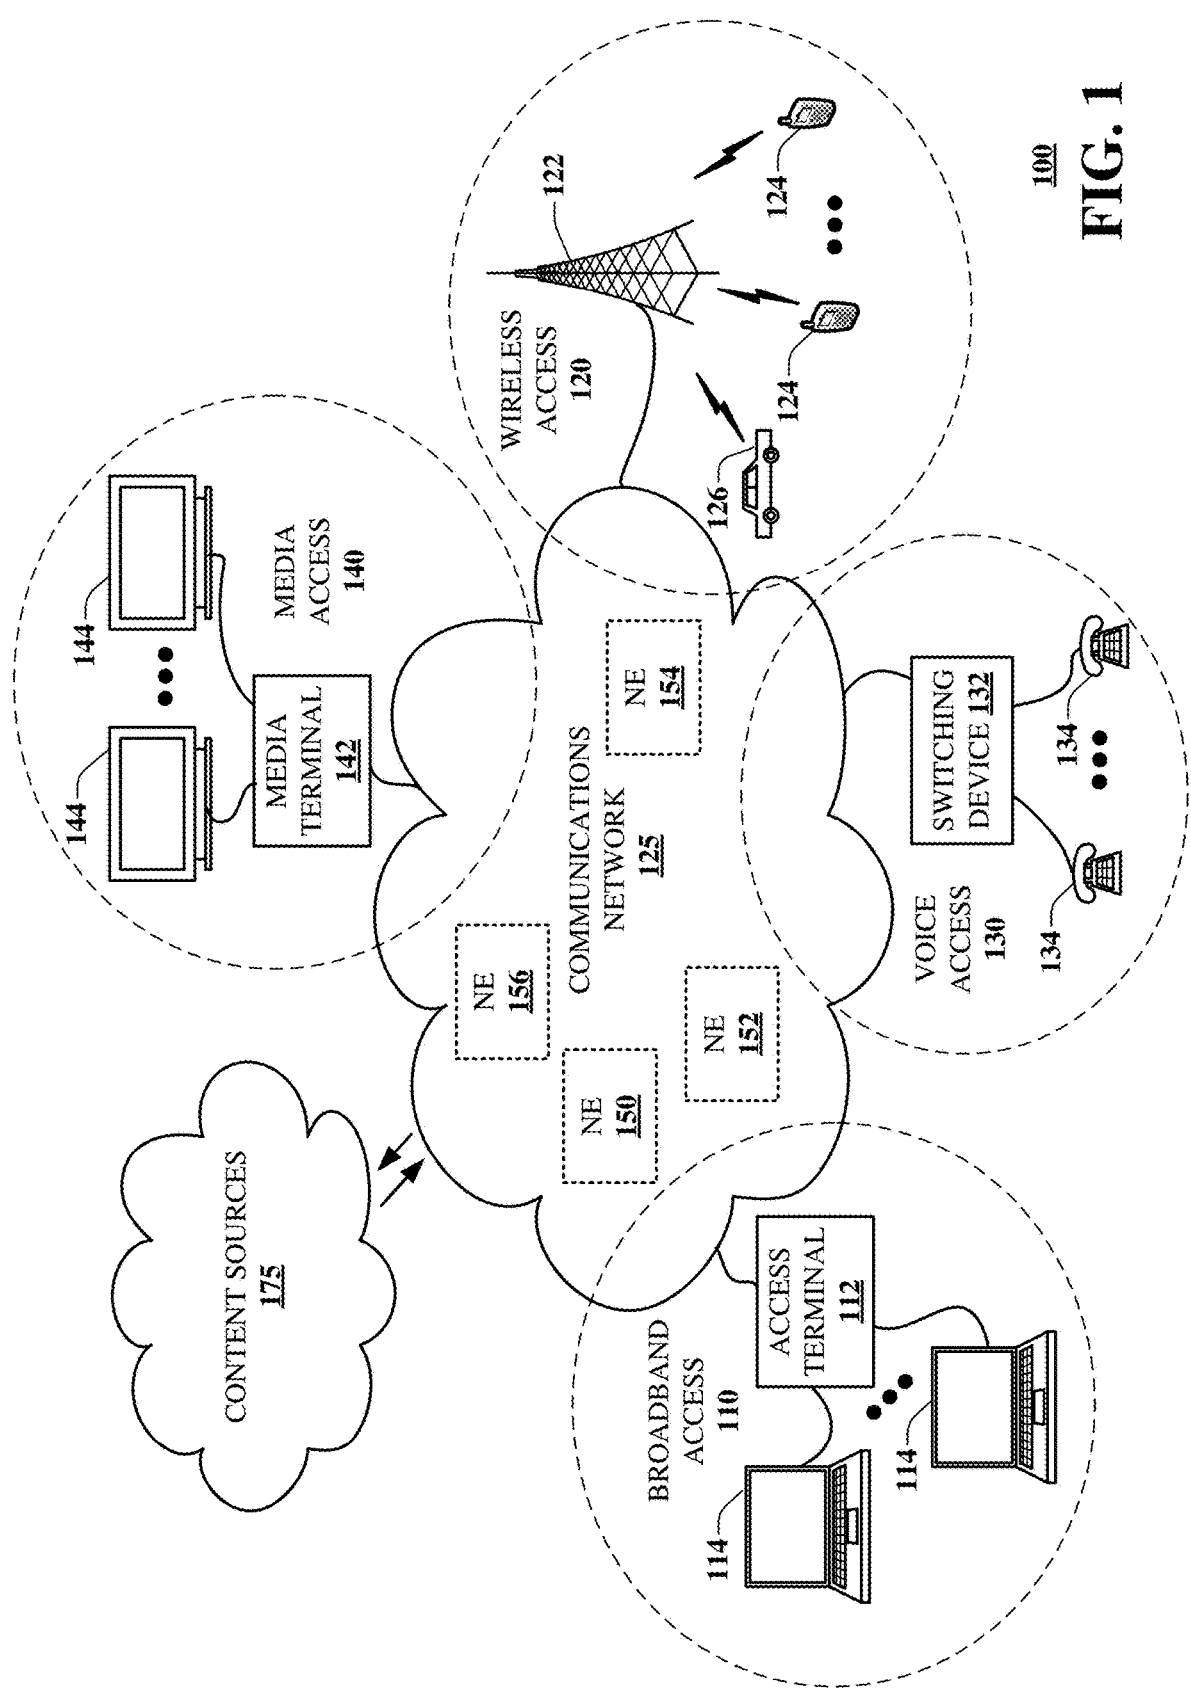 CONTENT SOURCES
175
144
144
MEDIA
TERMINAL
142
MEDIA
ACCESS
140
WIRELESS
ACCESS
120
122
124
124
126
COMMUNICATIONS
NETWORK
125
NE
156
NE
150
NE
152
NE
154
BROADBAND
ACCESS
110
ACCESS
TERMINAL
112
114
114
VOICE
ACCESS
130
SWITCHING
DEVICE 132
134
134
100
FIG. 1